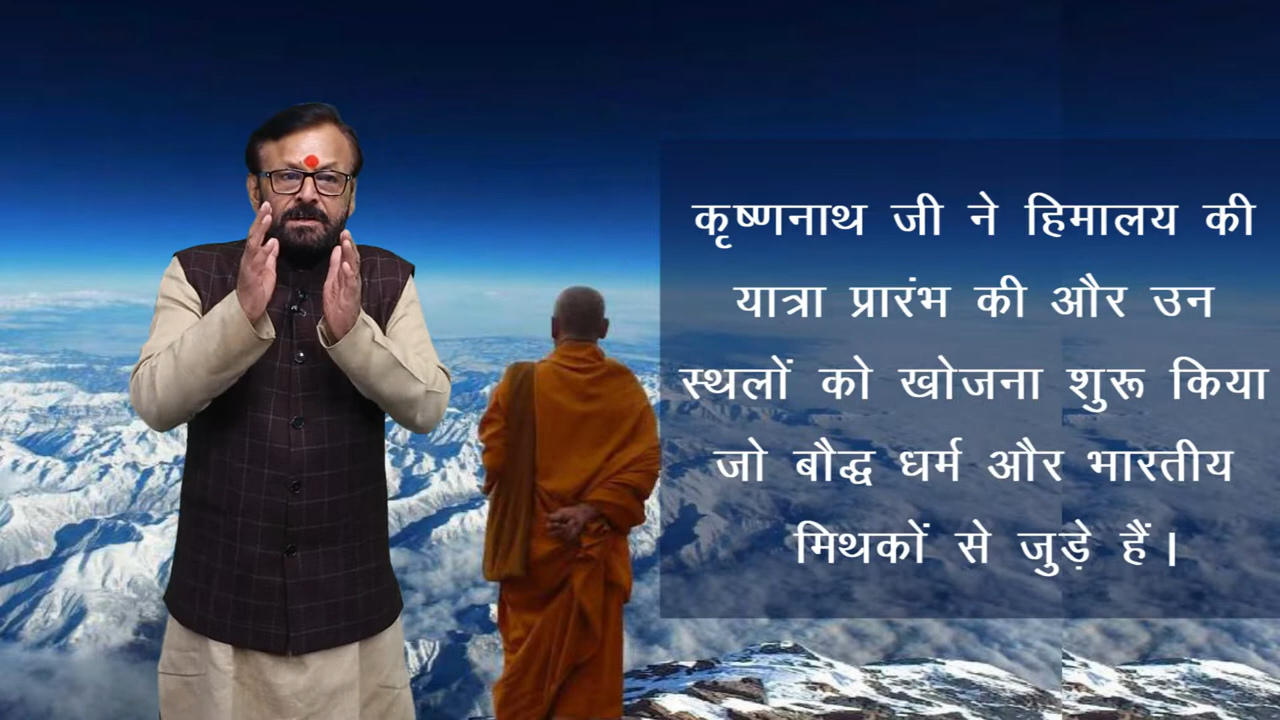 कृष्णनाथ जी ने हिमालय की
यात्रा प्रारंभ की और उन
स्थलों को खोजना शुरू किया
जो बौद्ध धर्म और भारतीय
मिथकों से जुड़े हैं।